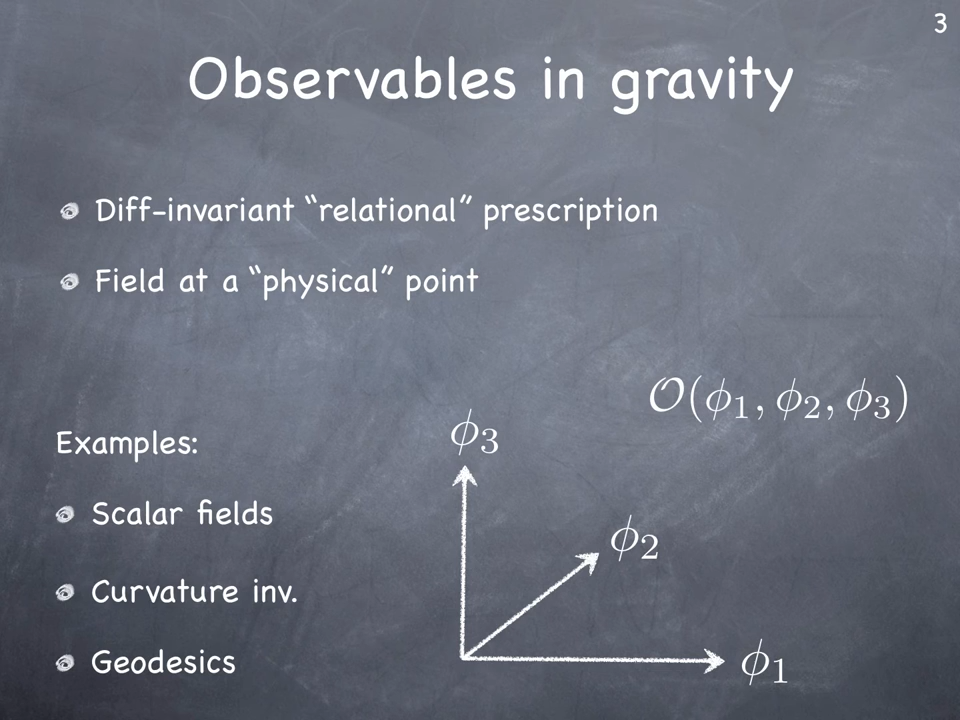 3
Observables in gravity
Diff-invariant “relational” prescription
Field at a “physical” point
𝒪(ϕ₁, ϕ₂, ϕ₃)
Examples:
Scalar fields
Curvature inv.
Geodesics
ϕ₃
ϕ₂
ϕ₁